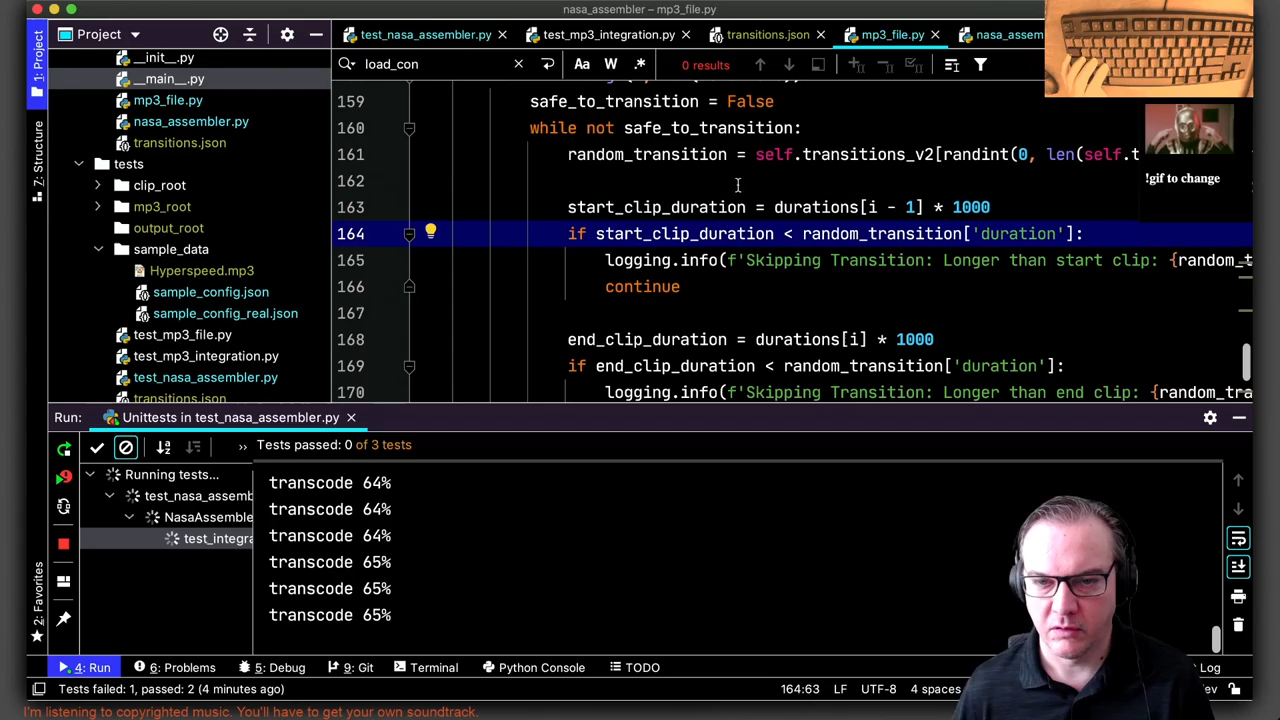 nasa_assembler – mp3_file.py
Project
test_nasa_assembler.py
test_mp3_integration.py
transitions.json
mp3_file.py
nasa_assem
load_con
Aa
W
.*
0 results
1: Project
7: Structure
2: Favorites
__init__.py
__main__.py
mp3_file.py
nasa_assembler.py
transitions.json
tests
clip_root
mp3_root
output_root
sample_data
Hyperspeed.mp3
sample_config.json
sample_config_real.json
test_mp3_file.py
test_mp3_integration.py
test_nasa_assembler.py
transitions.json
159 safe_to_transition = False
160 while not safe_to_transition:
161 random_transition = self.transitions_v2[randint(0, len(self.t
162
163 start_clip_duration = durations[i - 1] * 1000
164 if start_clip_duration < random_transition['duration']:
165 logging.info(f'Skipping Transition: Longer than start clip: {random_t
166 continue
167
168 end_clip_duration = durations[i] * 1000
169 if end_clip_duration < random_transition['duration']:
170 logging.info(f'Skipping Transition: Longer than end clip: {random_tra
!gif to change
Run:
Unittests in test_nasa_assembler.py
Tests passed: 0 of 3 tests
Running tests...
test_nasa_assemb
NasaAssemble
test_integra
transcode 64%
transcode 64%
transcode 64%
transcode 65%
transcode 65%
transcode 65%
4: Run
6: Problems
5: Debug
9: Git
Terminal
Python Console
TODO
Log
Tests failed: 1, passed: 2 (4 minutes ago)
164:63
LF
UTF-8
4 spaces
ev
I'm listening to copyrighted music. You'll have to get your own soundtrack.